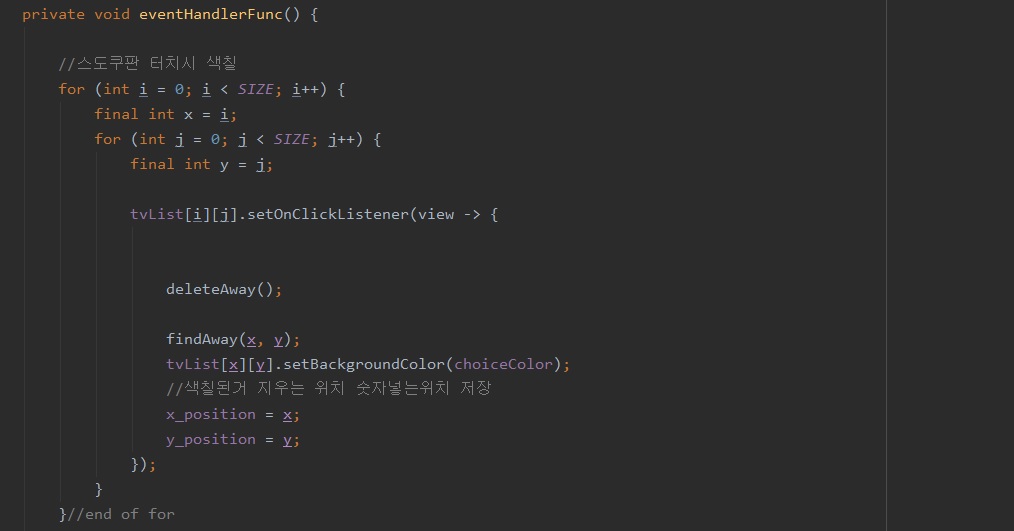 private void eventHandlerFunc() {
//스도쿠판 터치시 색칠
for (int i = 0; i < SIZE; i++) {
final int x = i;
for (int j = 0; j < SIZE; j++) {
final int y = j;
tvList[i][j].setOnClickListener(view -> {
deleteAway();
findAway(x, y);
tvList[x][y].setBackgroundColor(choiceColor);
//색칠된거 지우는 위치 숫자넣는위치 저장
x_position = x;
y_position = y;
});
}
}//end of for